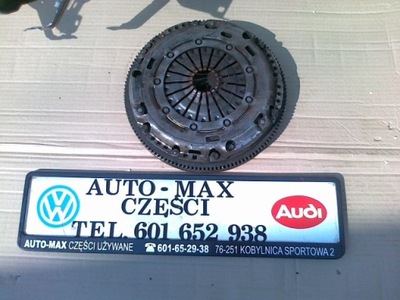 AUTO-MAX
CZĘŚCI
TEL. 601 652 938
Audi
AUTO-MAX CZĘŚCI UŻYWANE ☎601-65-29-38 76-251 KOBYLNICA SPORTOWA 2